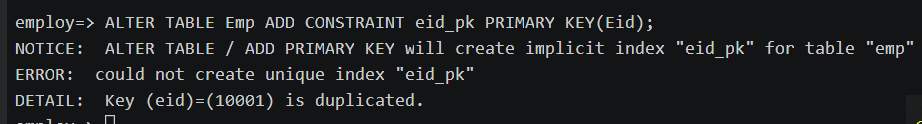 employ=> ALTER TABLE Emp ADD CONSTRAINT eid_pk PRIMARY KEY(Eid);
NOTICE:  ALTER TABLE / ADD PRIMARY KEY will create implicit index "eid_pk" for table "emp"
ERROR:  could not create unique index "eid_pk"
DETAIL:  Key (eid)=(10001) is duplicated.